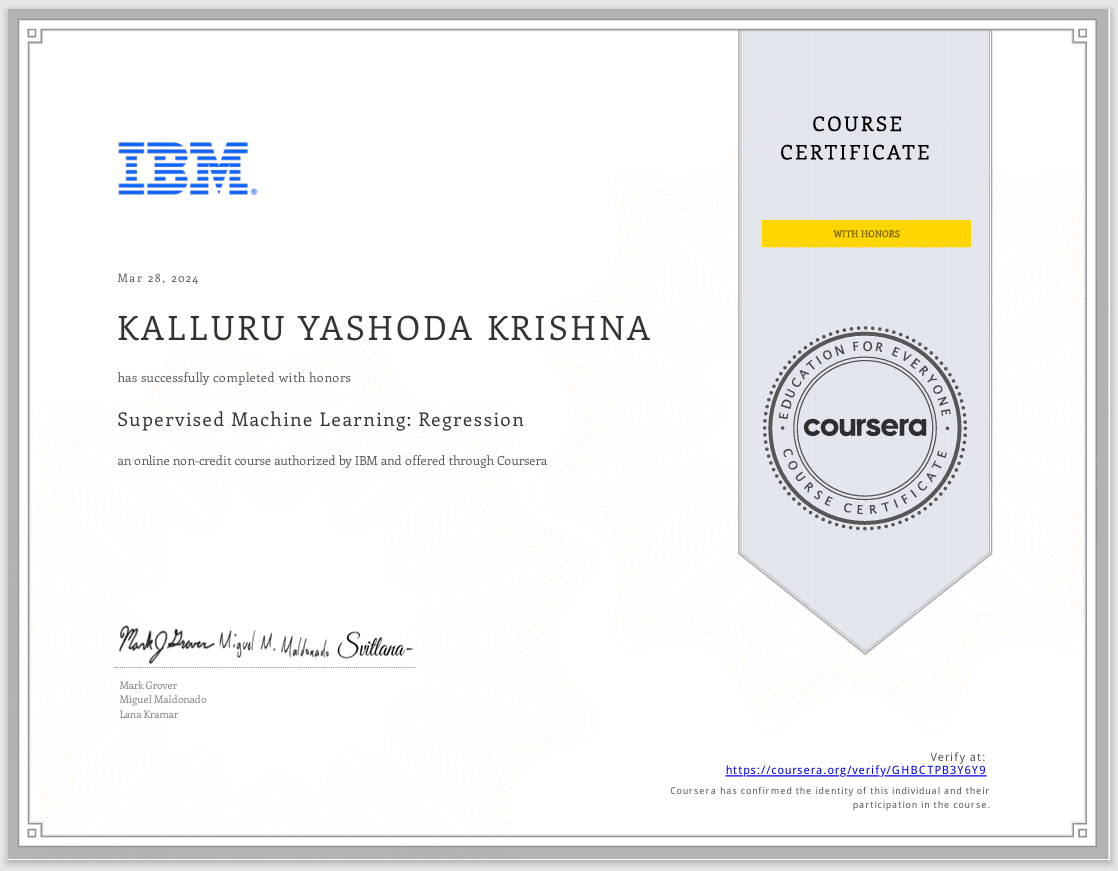 COURSE
CERTIFICATE
IBM®
WITH HONORS
Mar 28, 2024
KALLURU YASHODA KRISHNA
has successfully completed with honors
Supervised Machine Learning: Regression
an online non-credit course authorized by IBM and offered through Coursera
EDUCATION FOR EVERYONE
coursera
COURSE CERTIFICATE
Mark J Grover Miguel M. Maldonado Svitlana
Mark Grover
Miguel Maldonado
Lana Kramar
Verify at:
https://coursera.org/verify/GHBCTPB3Y6Y9
Coursera has confirmed the identity of this individual and their
participation in the course.